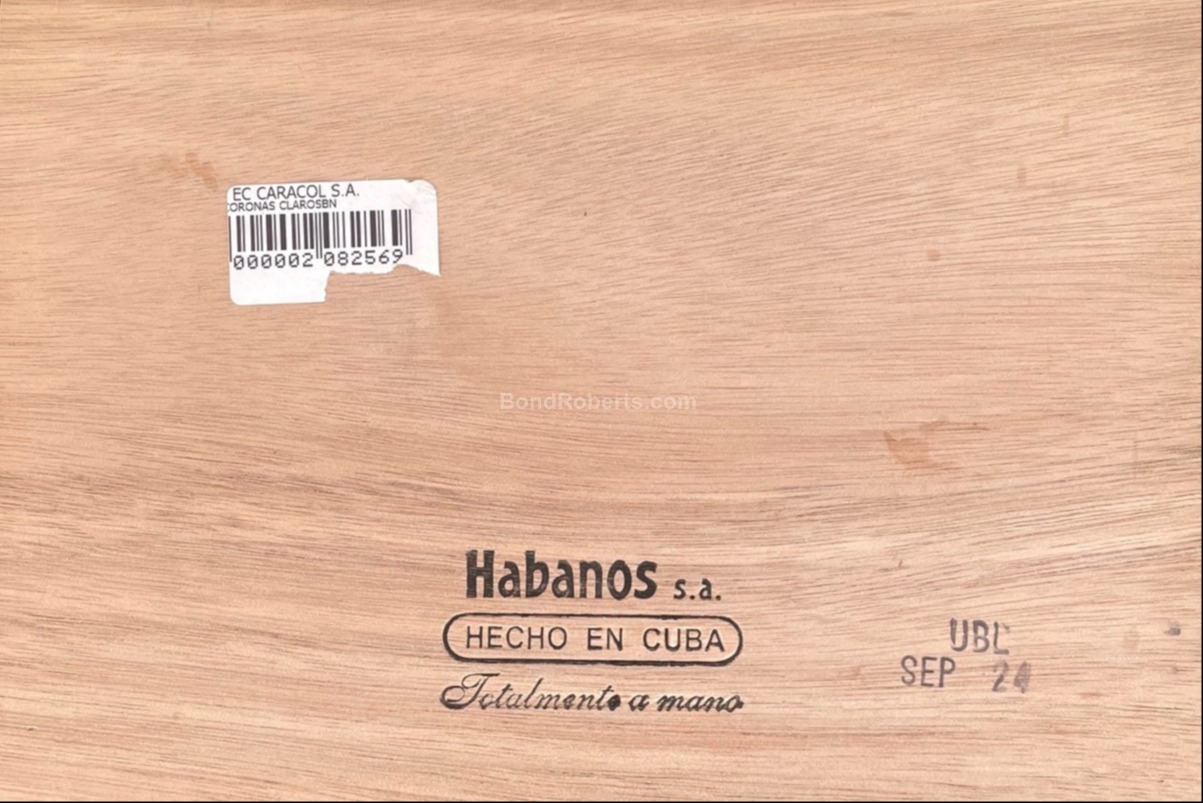 EC CARACOL S.A.
CORONAS CLAROSBN
000002 082569
BondRoberts.com
Habanos s.a.
HECHO EN CUBA
Totalmente a mano
UBL
SEP 24